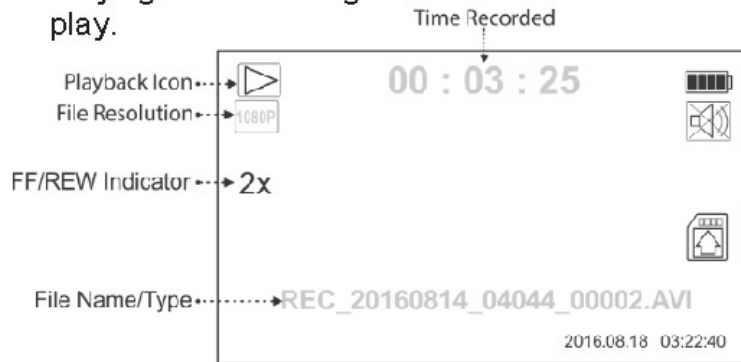 play.
Time Recorded
Playback Icon
00 : 03 : 25
File Resolution
1080P
FF/REW Indicator
2x
File Name/Type
REC_20160814_04044_00002.AVI
2016.08.18 03:22:40